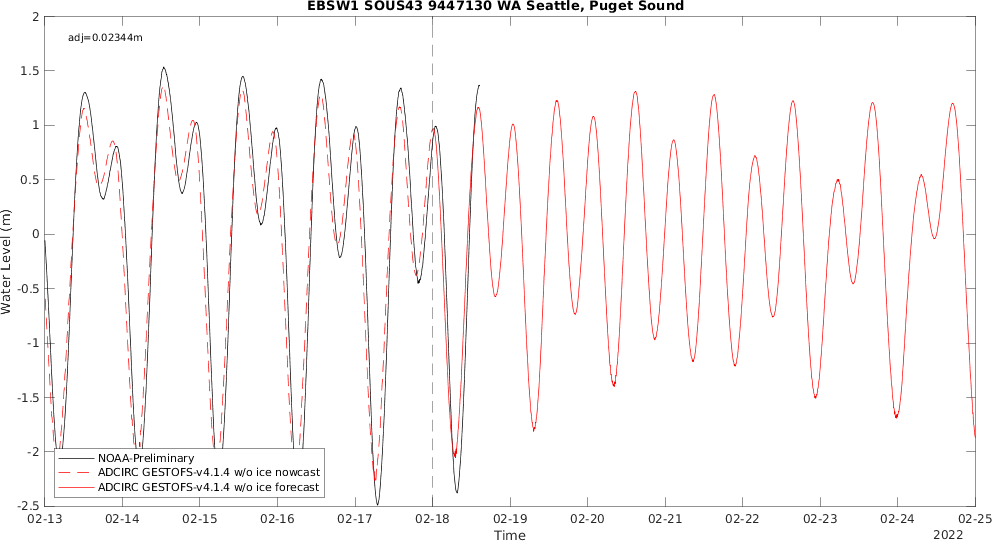 EBSW1 SOUS43 9447130 WA Seattle, Puget Sound
adj=0.02344m
2
1.5
1
0.5
0
-0.5
-1
-1.5
-2
-2.5
Water Level (m)
NOAA-Preliminary
ADCIRC GESTOFS-v4.1.4 w/o ice nowcast
ADCIRC GESTOFS-v4.1.4 w/o ice forecast
02-13 02-14 02-15 02-16 02-17 02-18 02-19 02-20 02-21 02-22 02-23 02-24 02-25
Time
2022